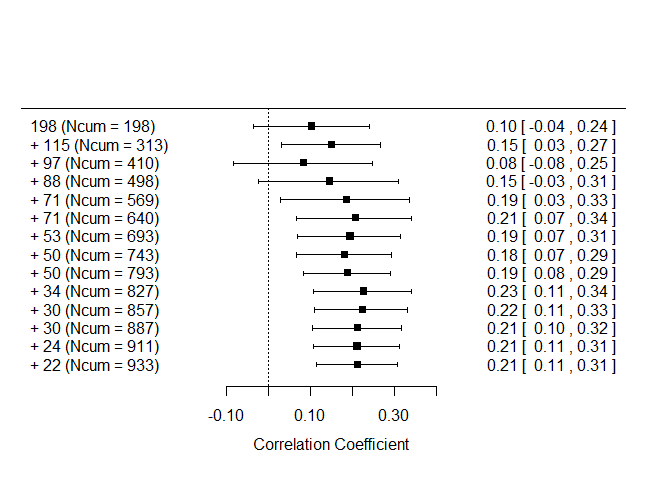 198 (Ncum = 198) 0.10 [ -0.04 , 0.24 ]
+ 115 (Ncum = 313) 0.15 [ 0.03 , 0.27 ]
+ 97 (Ncum = 410) 0.08 [ -0.08 , 0.25 ]
+ 88 (Ncum = 498) 0.15 [ -0.03 , 0.31 ]
+ 71 (Ncum = 569) 0.19 [ 0.03 , 0.33 ]
+ 71 (Ncum = 640) 0.21 [ 0.07 , 0.34 ]
+ 53 (Ncum = 693) 0.19 [ 0.07 , 0.31 ]
+ 50 (Ncum = 743) 0.18 [ 0.07 , 0.29 ]
+ 50 (Ncum = 793) 0.19 [ 0.08 , 0.29 ]
+ 34 (Ncum = 827) 0.23 [ 0.11 , 0.34 ]
+ 30 (Ncum = 857) 0.22 [ 0.11 , 0.33 ]
+ 30 (Ncum = 887) 0.21 [ 0.10 , 0.32 ]
+ 24 (Ncum = 911) 0.21 [ 0.11 , 0.31 ]
+ 22 (Ncum = 933) 0.21 [ 0.11 , 0.31 ]
-0.10 0.10 0.30
Correlation Coefficient